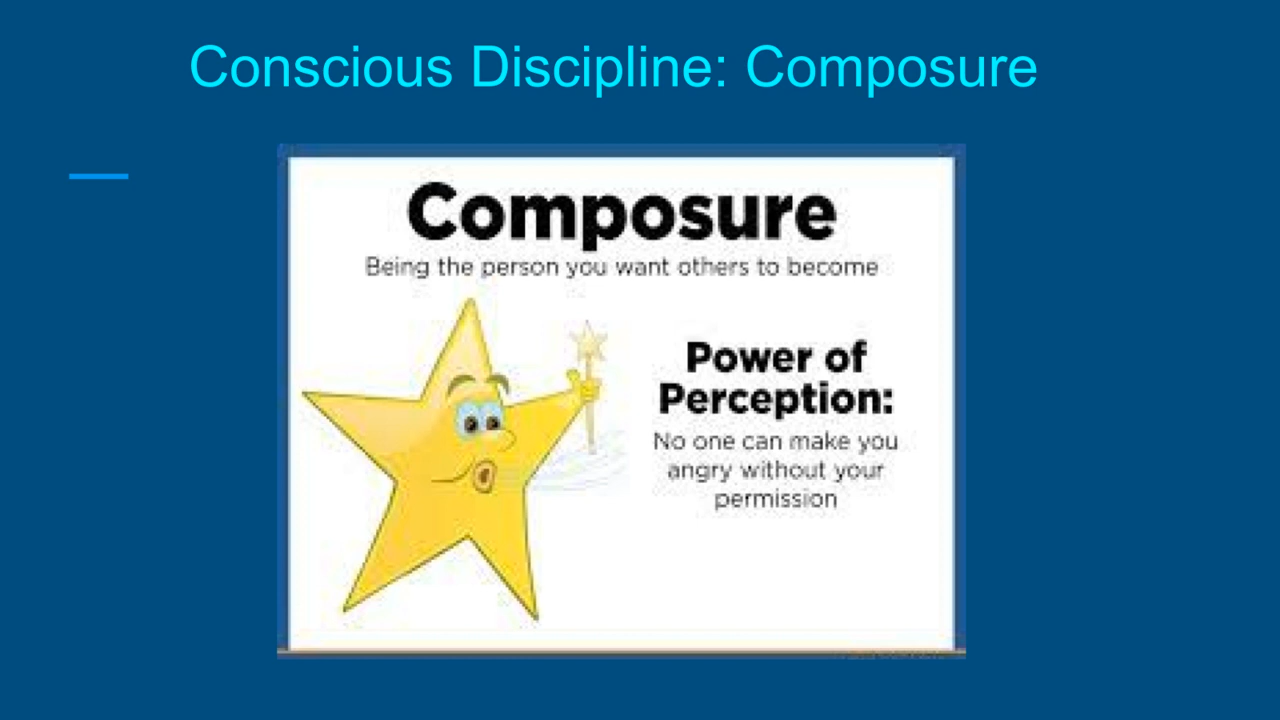 Conscious Discipline: Composure
Composure
Being the person you want others to become
Power of
Perception:
No one can make you
angry without your
permission